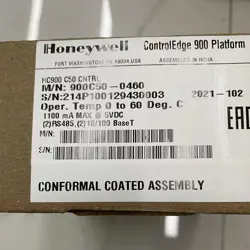 Honeywell ControlEdge 900 Platform
FORT WASHINGTON, PA 19034,USA ASSEMBLED IN INDIA
HC900 C50 CNTRL
M/N: 900C50-0460
S/N:214P100129430003 2021-102
Oper. Temp 0 to 60 Deg. C
1100 mA MAX @ 5VDC
(2)RS485,(2)10/100 BaseT
CONFORMAL COATED ASSEMBLY